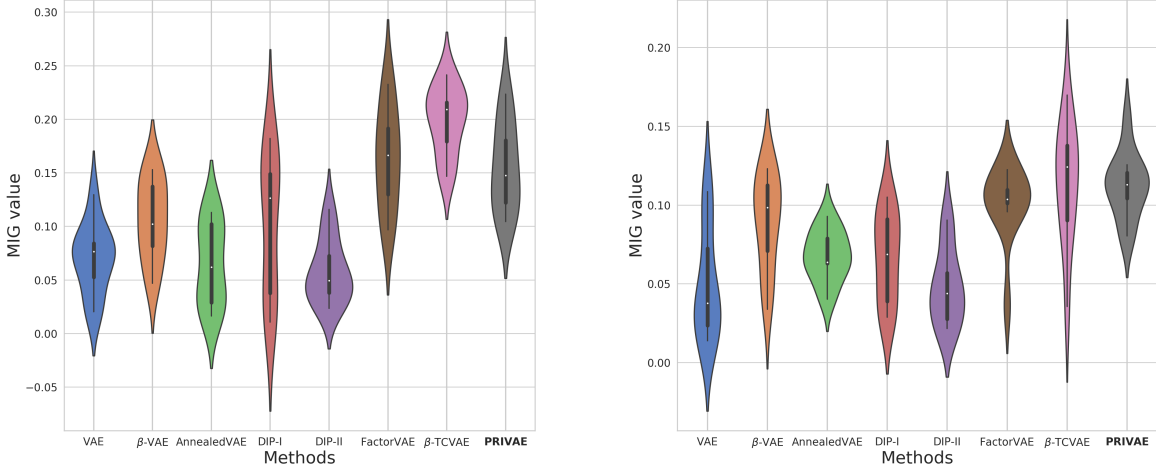 0.30
0.25
0.20
0.15
0.10
0.05
0.00
−0.05
MIG value
VAE β-VAE AnnealedVAE DIP-I DIP-II FactorVAE β-TCVAE PRIVAE
Methods
0.20
0.15
0.10
0.05
0.00
MIG value
VAE β-VAE AnnealedVAE DIP-I DIP-II FactorVAE β-TCVAE PRIVAE
Methods